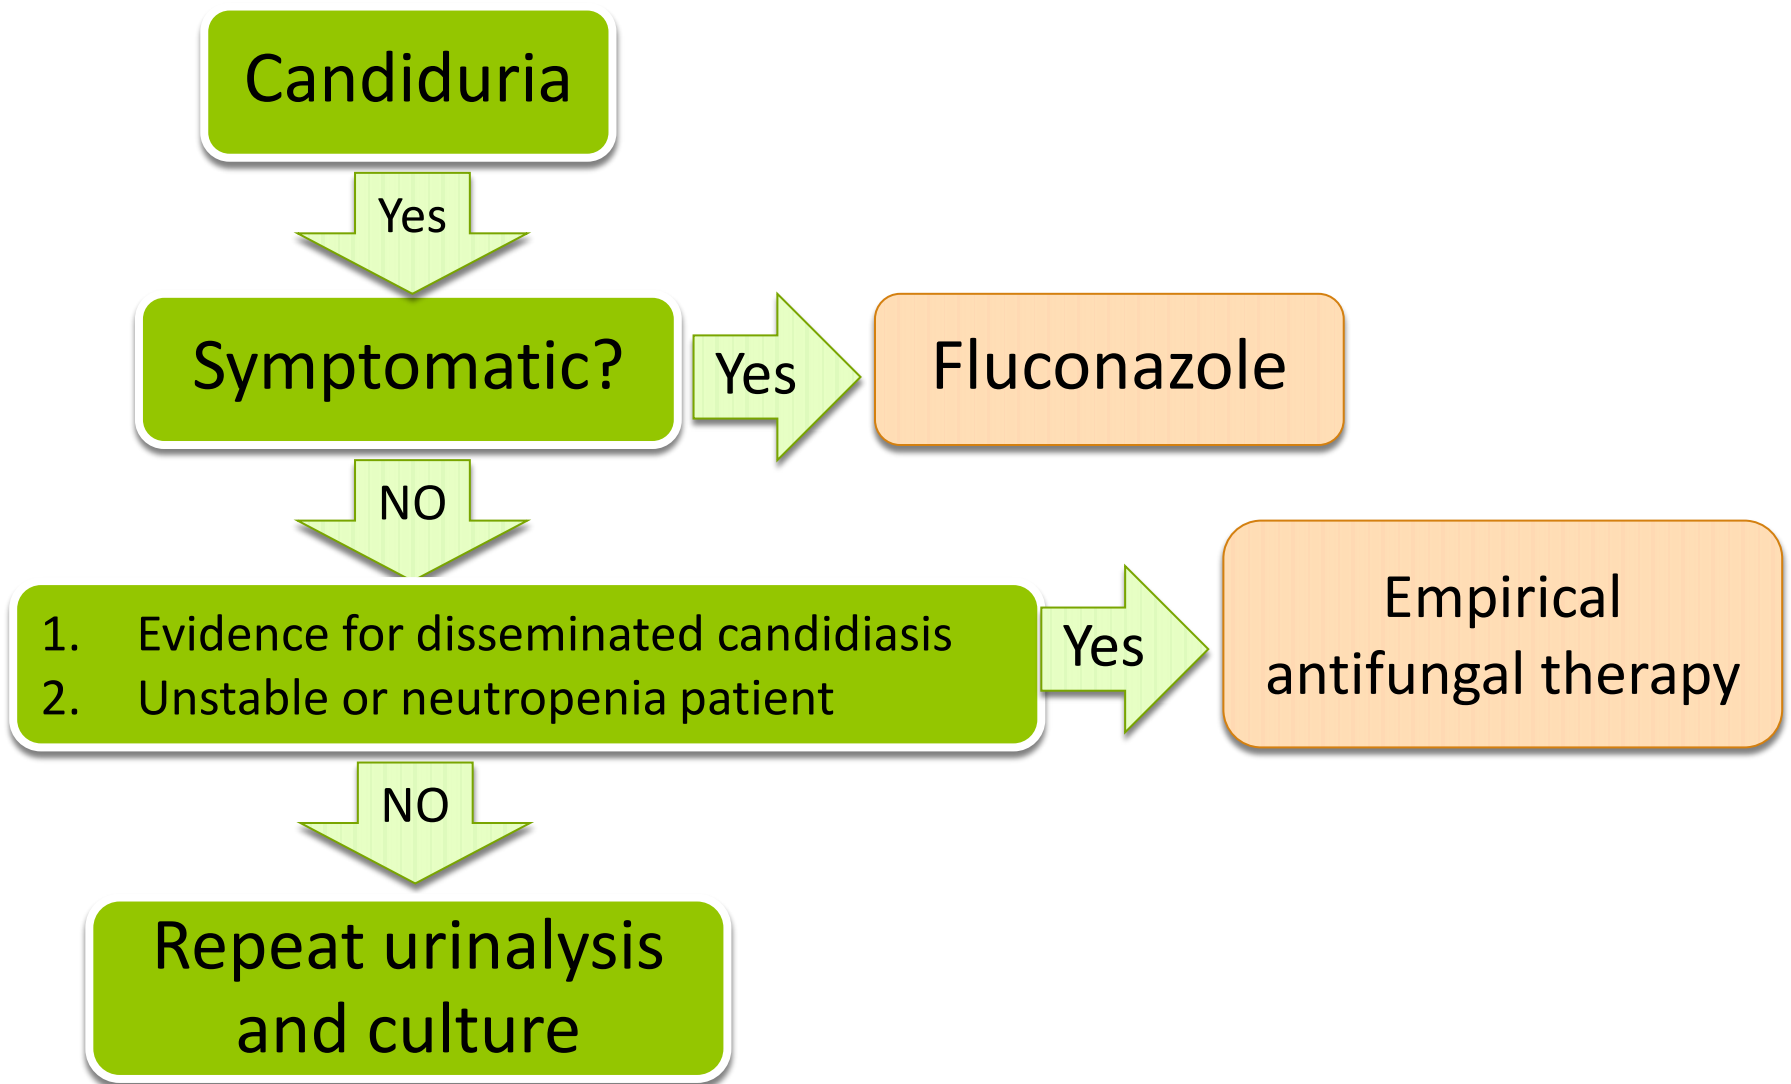 Candiduria
Yes
Symptomatic?
Yes
Fluconazole
NO
1. Evidence for disseminated candidiasis
2. Unstable or neutropenia patient
Yes
Empirical
antifungal therapy
NO
Repeat urinalysis
and culture